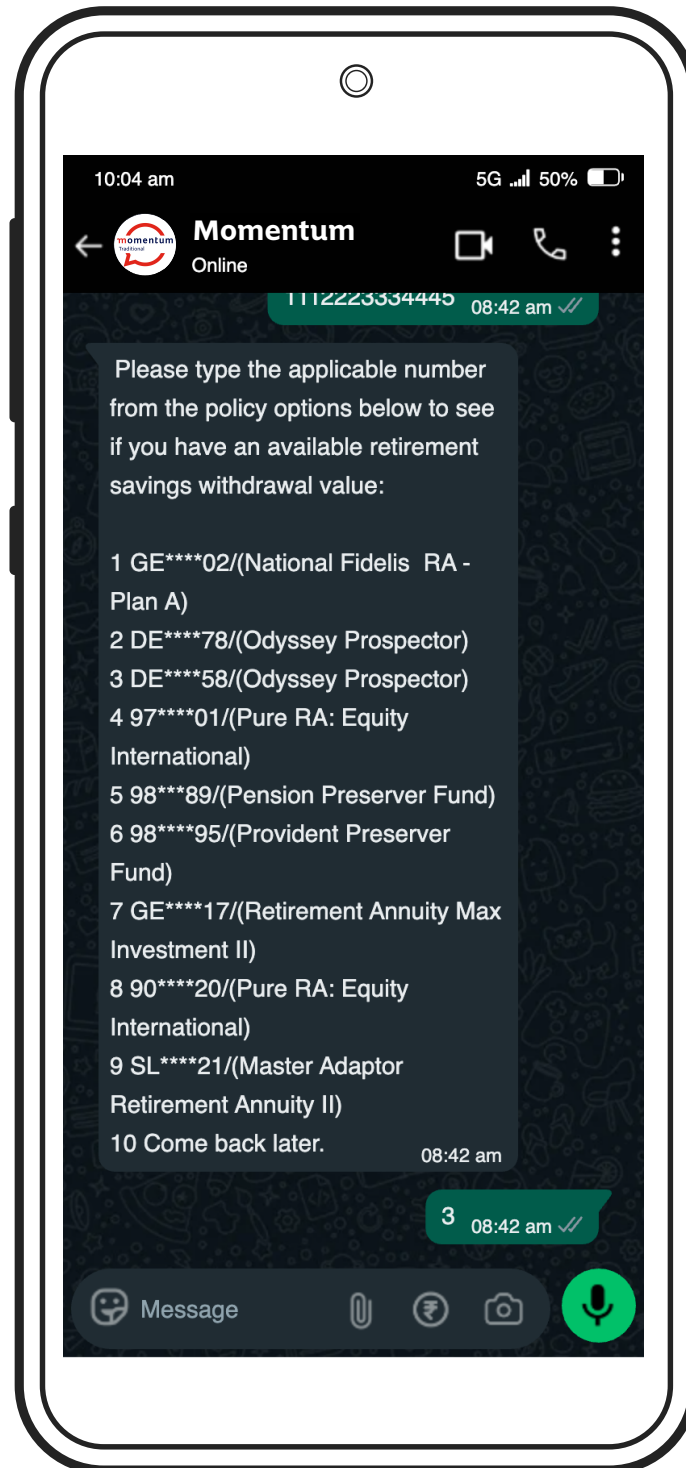 10:04 am 5G 50%
momentum
Traditional
Momentum
Online
1112223334445 08:42 am
Please type the applicable number
from the policy options below to see
if you have an available retirement
savings withdrawal value:
1 GE****02/(National Fidelis RA -
Plan A)
2 DE****78/(Odyssey Prospector)
3 DE****58/(Odyssey Prospector)
4 97****01/(Pure RA: Equity
International)
5 98***89/(Pension Preserver Fund)
6 98****95/(Provident Preserver
Fund)
7 GE****17/(Retirement Annuity Max
Investment II)
8 90****20/(Pure RA: Equity
International)
9 SL****21/(Master Adaptor
Retirement Annuity II)
10 Come back later.
08:42 am
3 08:42 am
Message ₹